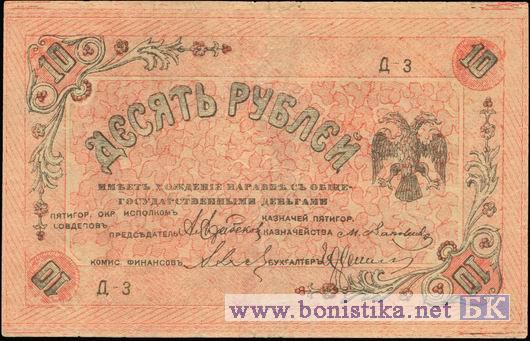 10 10
Д-3
ДЕСЯТЬ РУБЛЕЙ
ИМѢЕТЪ ХОЖДЕНІЕ НАРАВНѢ СЪ ОБЩЕ-
ГОСУДАРСТВЕННЫМИ ДЕНЬГАМИ
ПЯТИГОР. ОКР. ИСПОЛКОМЪ КАЗНАЧЕЙ ПЯТИГОР.
СОВДЕПОВЪ ПРЕДСѢДАТЕЛЬ КАЗНАЧЕЙСТВА
КОМИС. ФИНАНСОВЪ БУХГАЛТЕРЪ
Д-3
10 10
www.bonistika.net БК